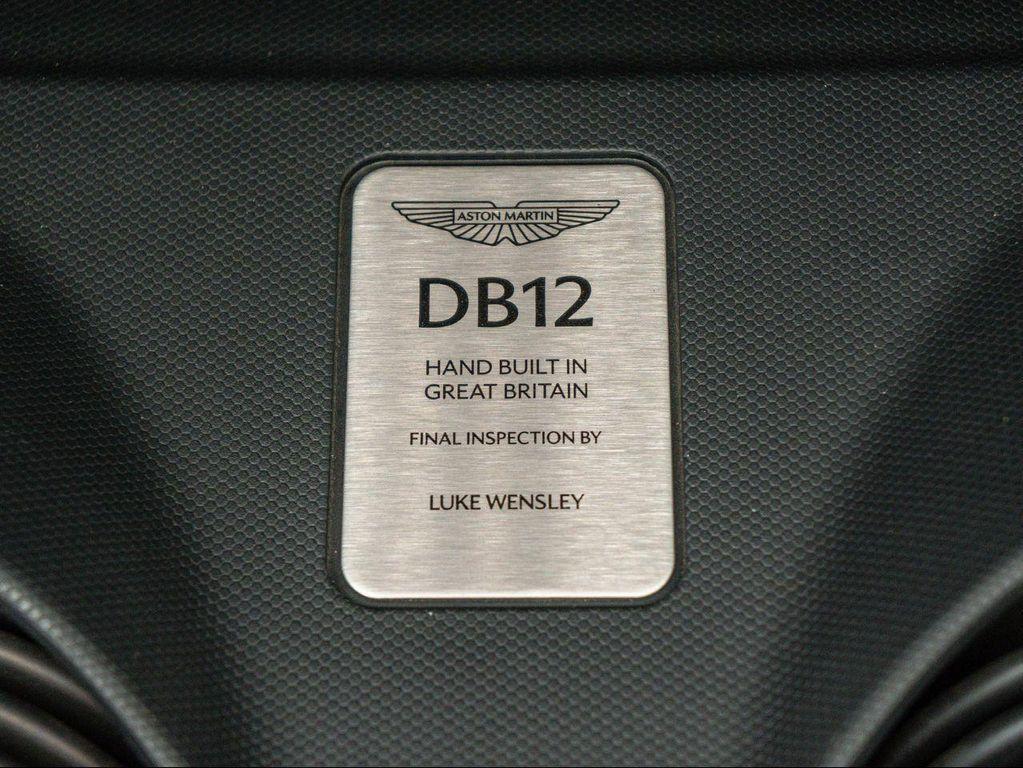 ASTON MARTIN
DB12
HAND BUILT IN
GREAT BRITAIN
FINAL INSPECTION BY
LUKE WENSLEY